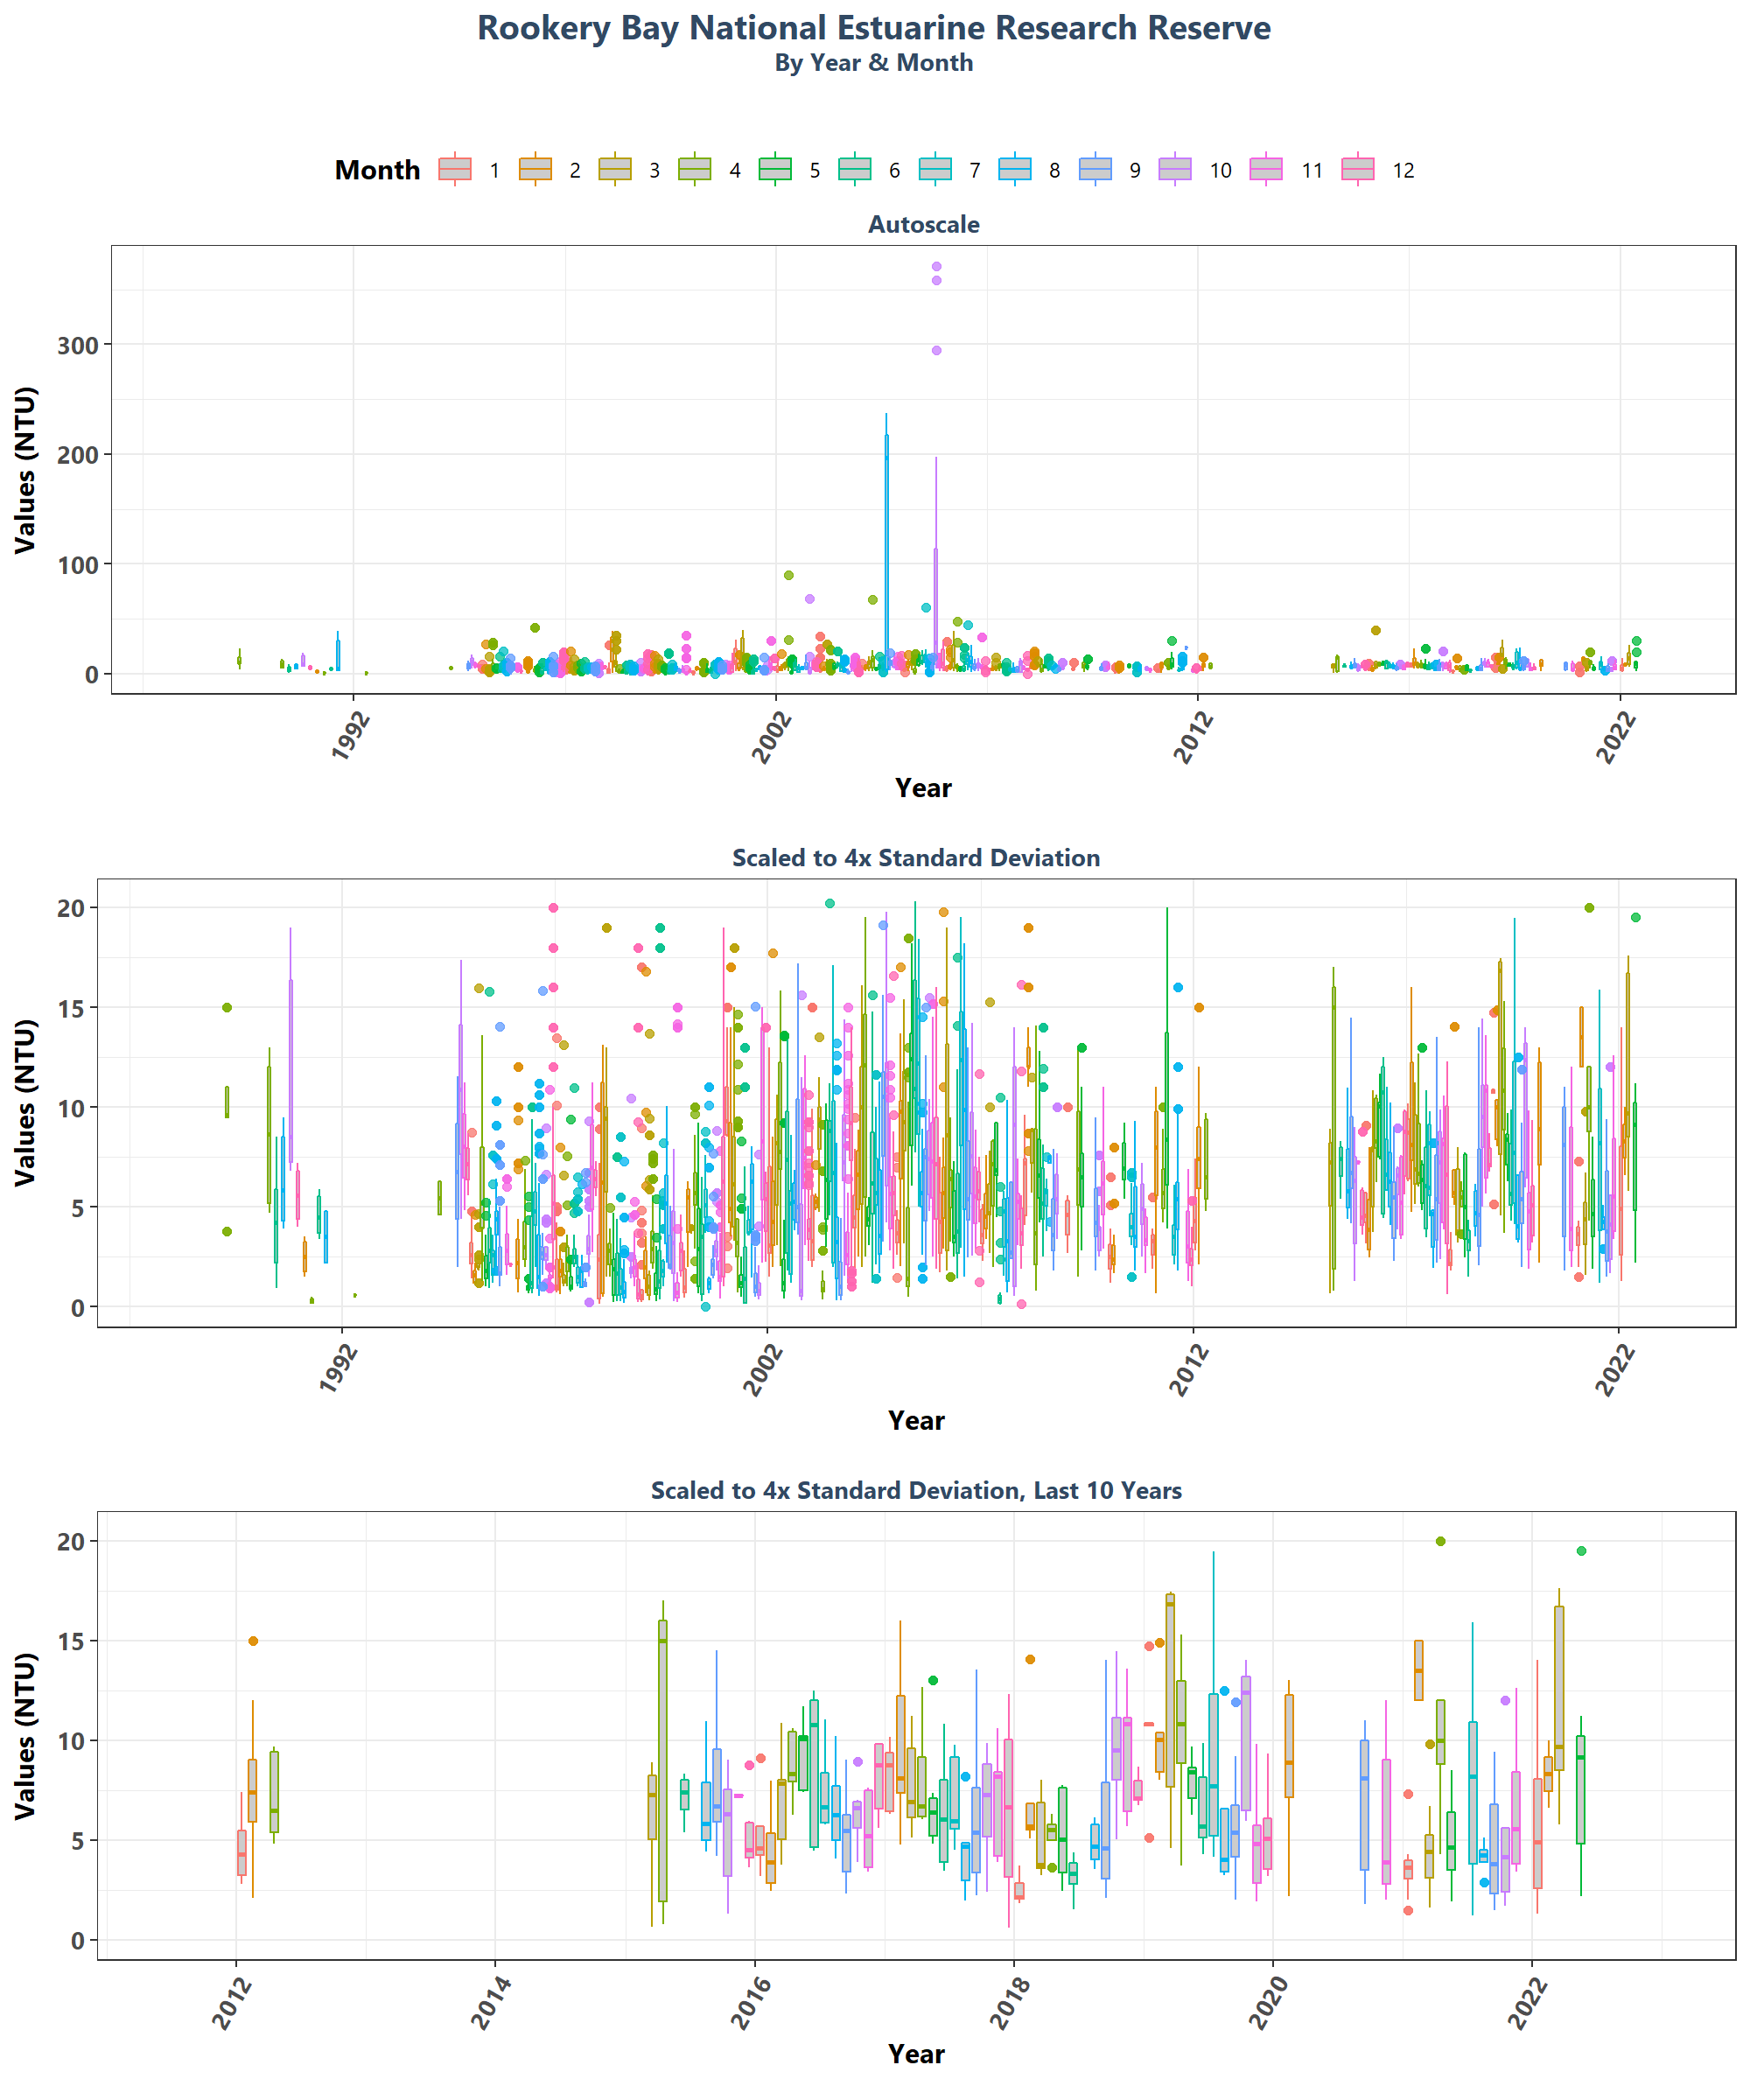 Rookery Bay National Estuarine Research Reserve
By Year & Month
Month 1 2 3 4 5 6 7 8 9 10 11 12
Autoscale
Values (NTU)
300
200
100
0
1992 2002 2012 2022
Year
Scaled to 4x Standard Deviation
Values (NTU)
20
15
10
5
0
1992 2002 2012 2022
Year
Scaled to 4x Standard Deviation, Last 10 Years
Values (NTU)
20
15
10
5
0
2012 2014 2016 2018 2020 2022
Year